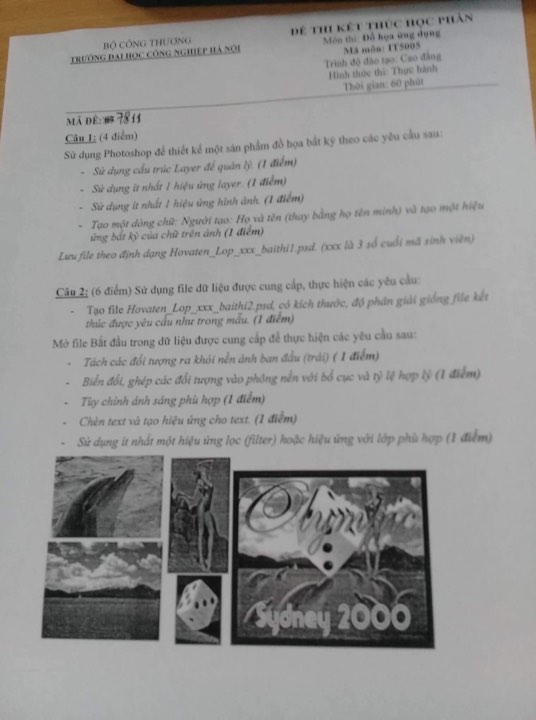 BỘ CÔNG THƯƠNG
TRƯỜNG ĐẠI HỌC CÔNG NGHIỆP HÀ NỘI
ĐỀ THI KẾT THÚC HỌC PHẦN
Môn thi: Đồ họa ứng dụng
Mã môn: IT5005
Trình độ đào tạo: Cao đẳng
Hình thức thi: Thực hành
Thời gian: 60 phút
MÃ ĐỀ: 7811
Câu 1: (4 điểm)
Sử dụng Photoshop để thiết kế một sản phẩm đồ họa bất kỳ theo các yêu cầu sau:
- Sử dụng cấu trúc Layer để quản lý. (1 điểm)
- Sử dụng ít nhất 1 hiệu ứng layer. (1 điểm)
- Sử dụng ít nhất 1 hiệu ứng hình ảnh. (1 điểm)
- Tạo một dòng chữ: Người tạo: Họ và tên (thay bằng họ tên mình) và tạo một hiệu
ứng bất kỳ của chữ trên ảnh (1 điểm)
Lưu file theo định dạng Hovaten_Lop_xxx_baithi1.psd. (xxx là 3 số cuối mã sinh viên)
Câu 2: (6 điểm) Sử dụng file dữ liệu được cung cấp, thực hiện các yêu cầu:
- Tạo file Hovaten_Lop_xxx_baithi2.psd, có kích thước, độ phân giải giống file kết
thúc được yêu cầu như trong mẫu. (1 điểm)
Mở file Bắt đầu trong dữ liệu được cung cấp để thực hiện các yêu cầu sau:
- Tách các đối tượng ra khỏi nền ảnh ban đầu (trái) ( 1 điểm)
- Biến đổi, ghép các đối tượng vào phông nền với bố cục và tỷ lệ hợp lý (1 điểm)
- Tùy chỉnh ánh sáng phù hợp (1 điểm)
- Chèn text và tạo hiệu ứng cho text. (1 điểm)
- Sử dụng ít nhất một hiệu ứng lọc (filter) hoặc hiệu ứng với lớp phù hợp (1 điểm)
Olympic
Sydney 2000